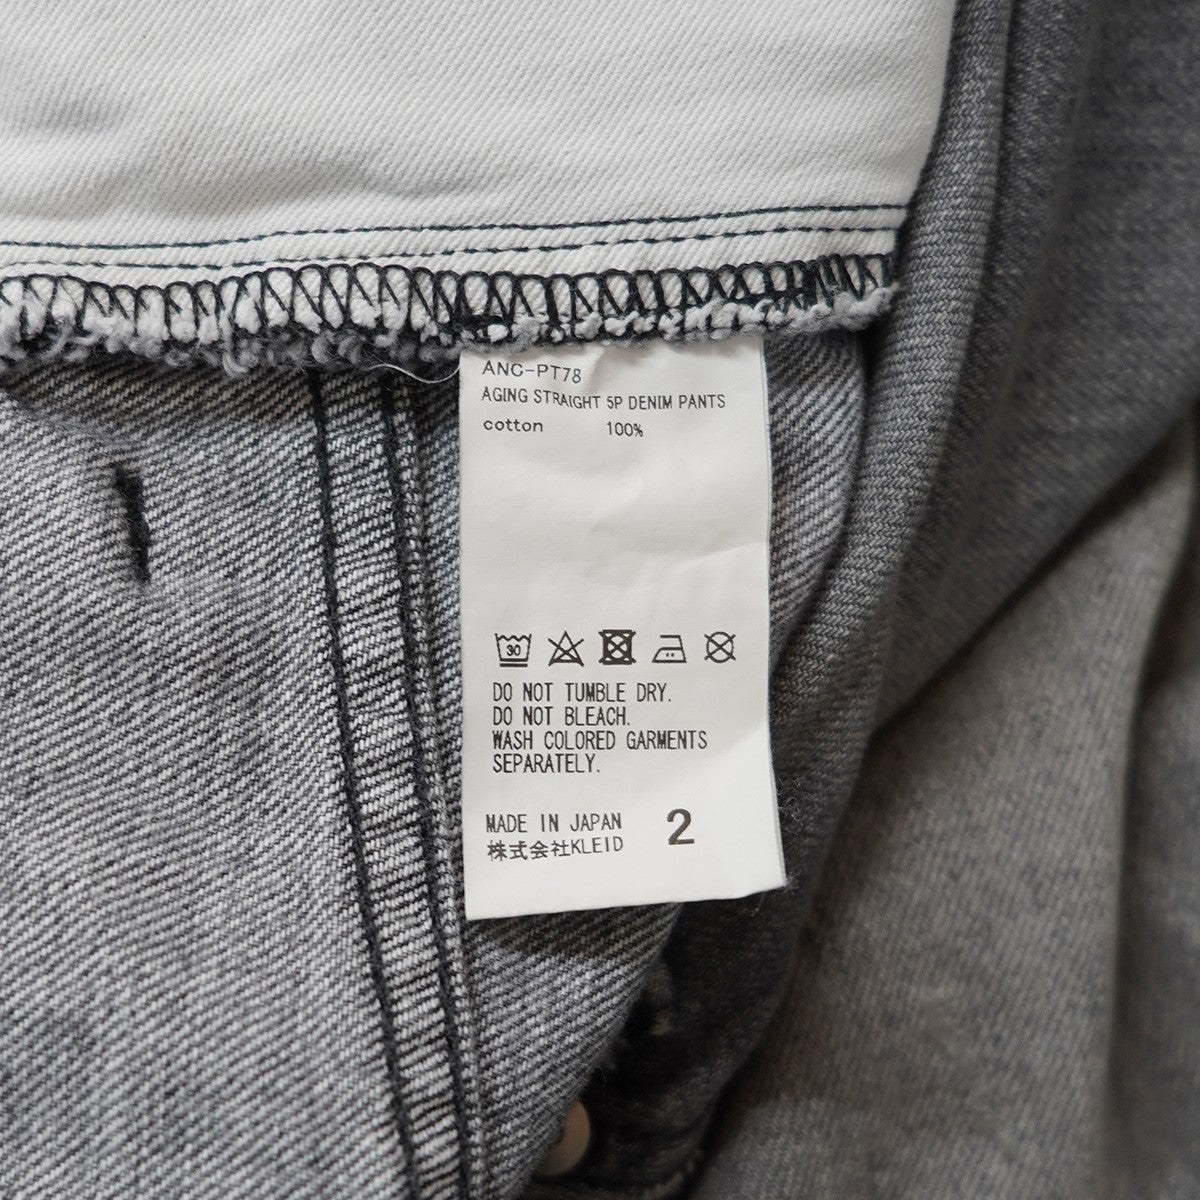 ANC-PT78
AGING STRAIGHT 5P DENIM PANTS
cotton 100%
30
DO NOT TUMBLE DRY.
DO NOT BLEACH.
WASH COLORED GARMENTS
SEPARATELY.
MADE IN JAPAN 2
株式会社KLEID